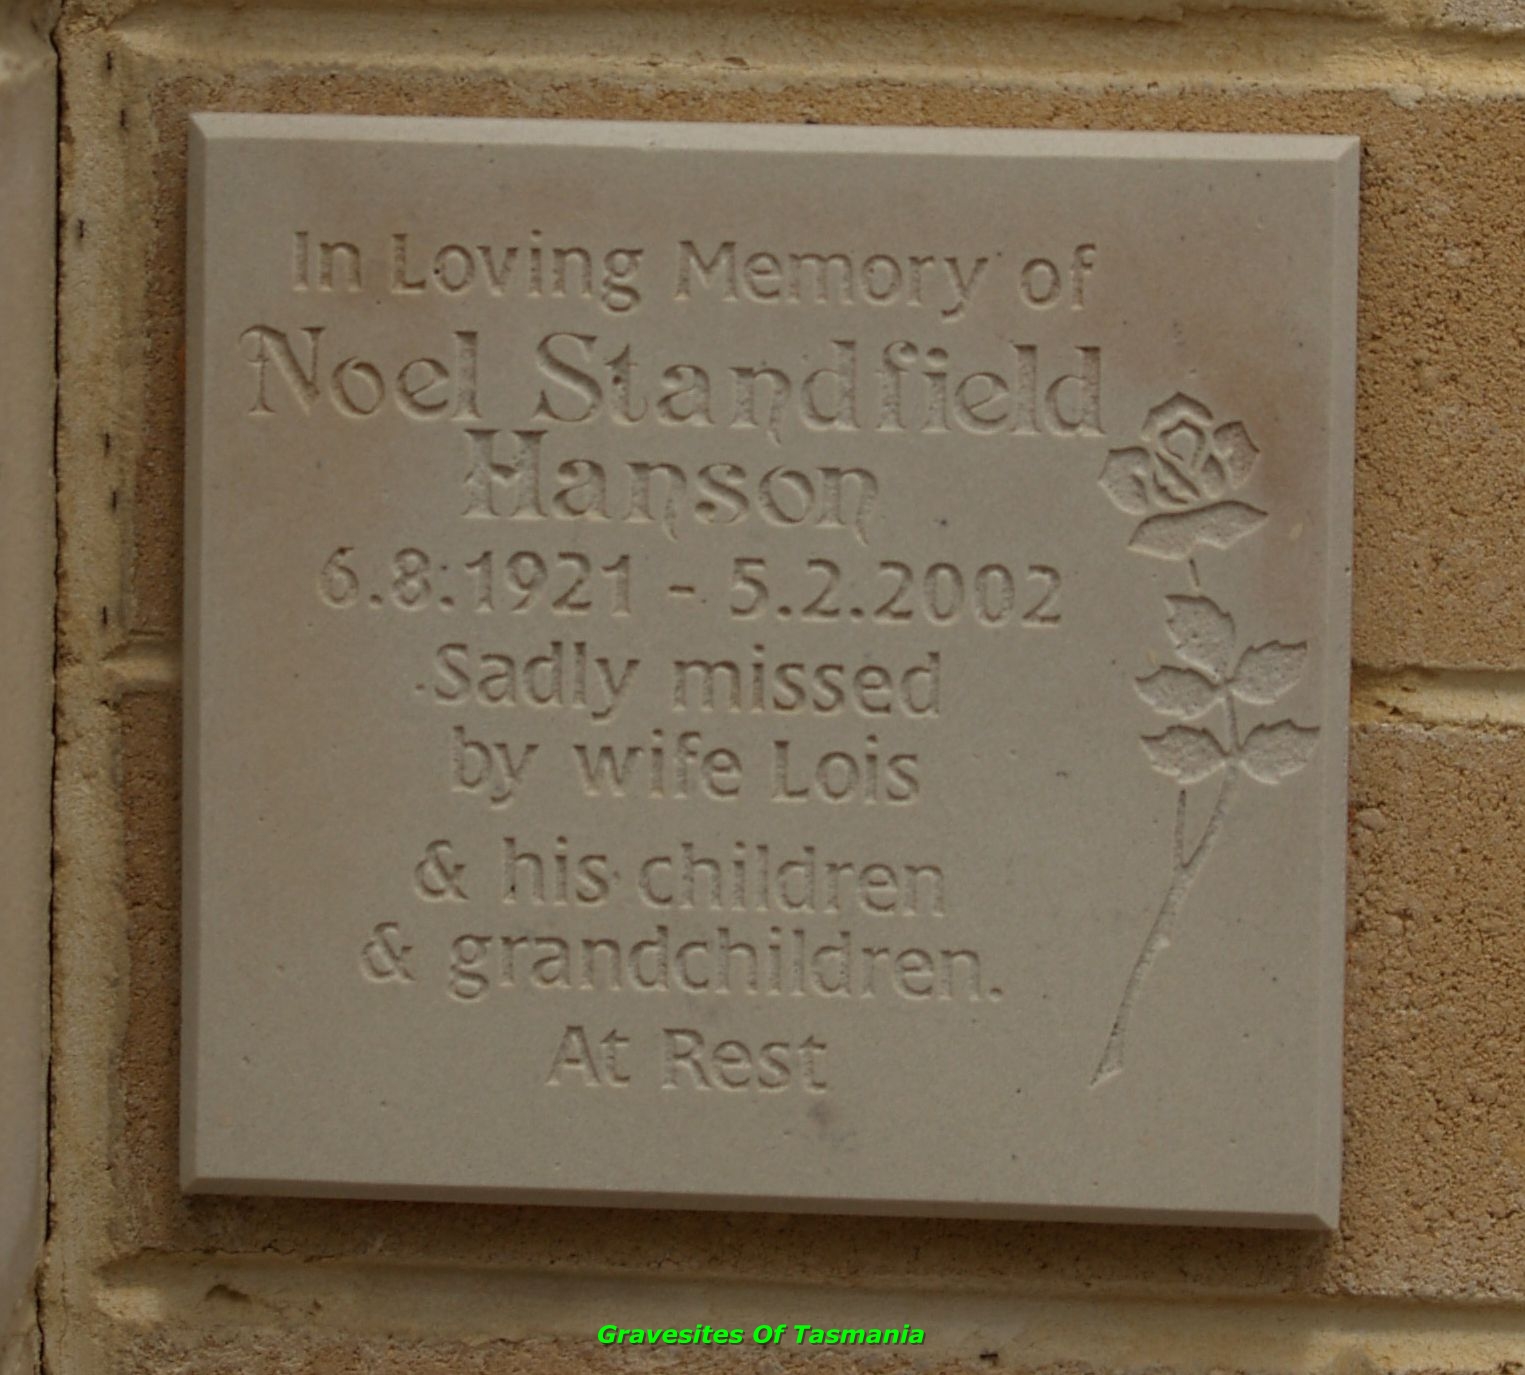 In Loving Memory of
Noel Standfield
Hanson
6.8.1921 - 5.2.2002
Sadly missed
by wife Lois
& his children
& grandchildren.
At Rest
Gravesites Of Tasmania